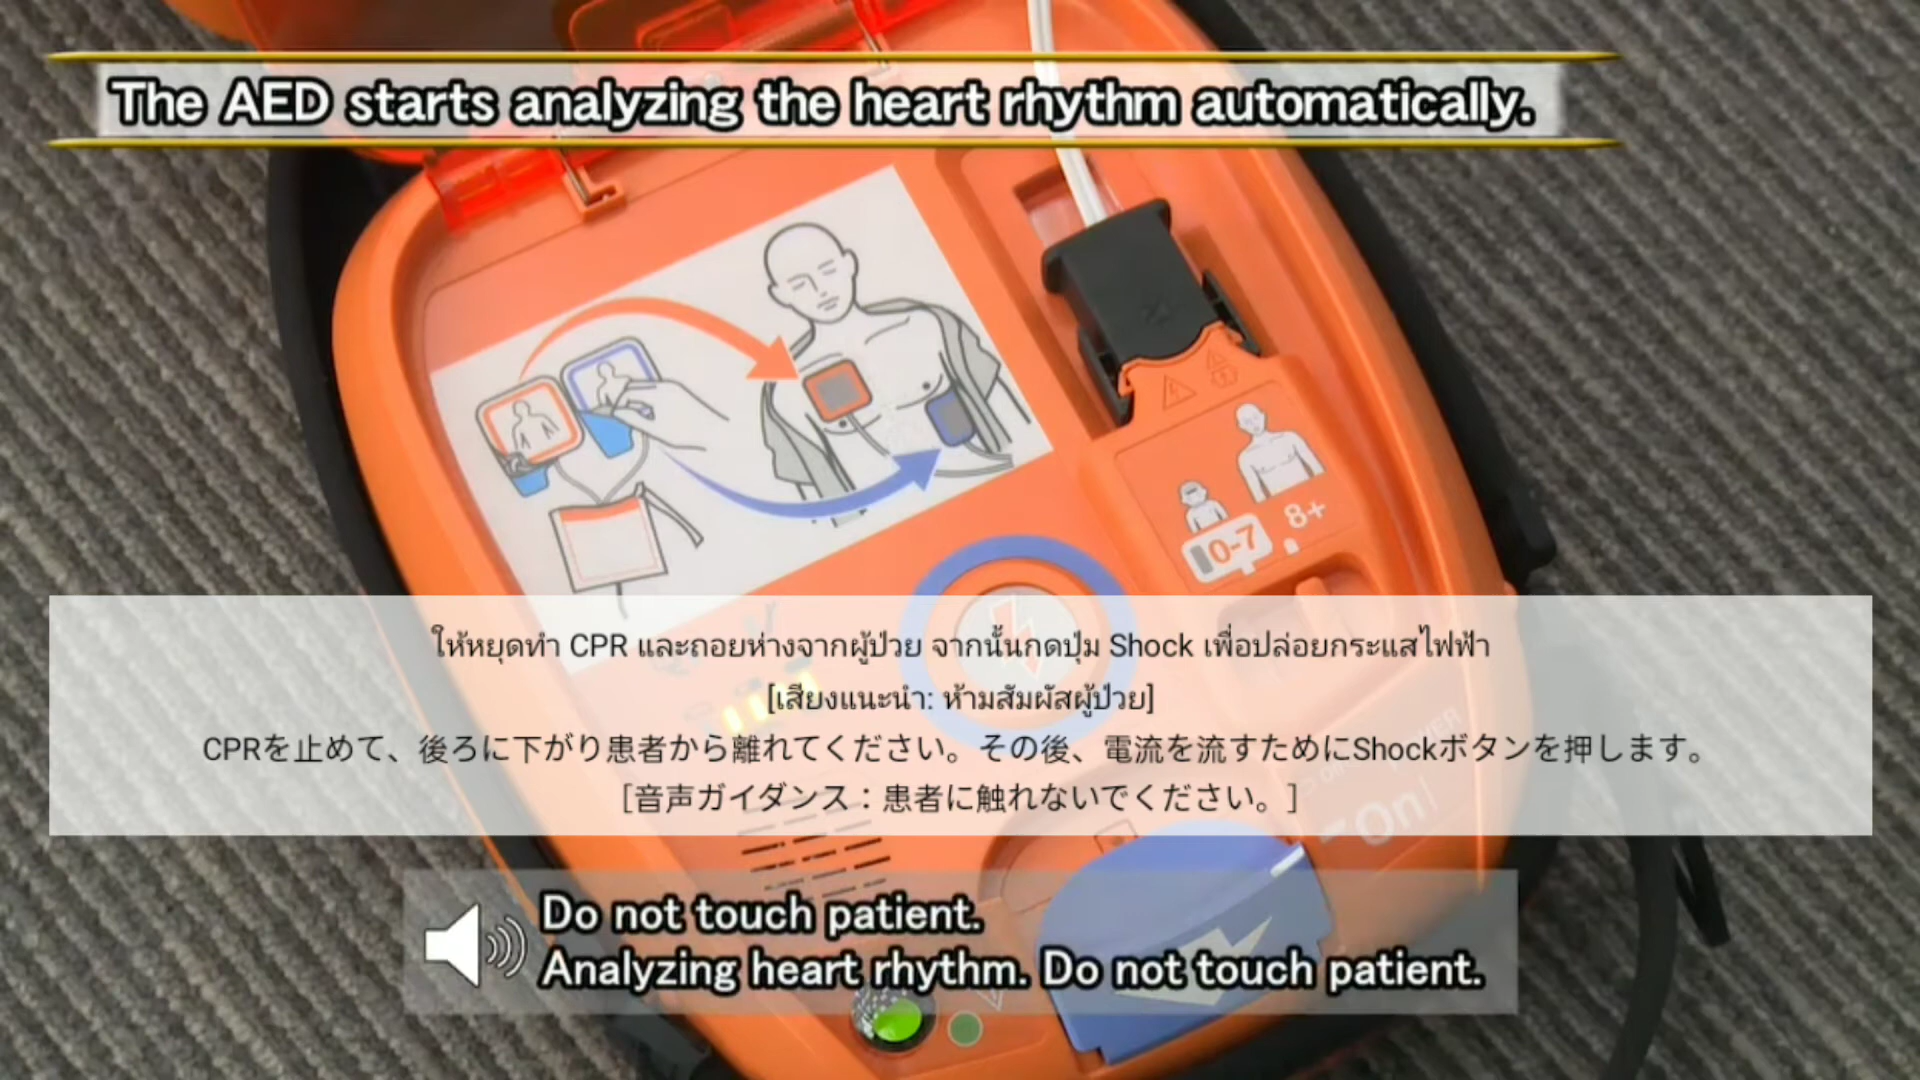 The AED starts analyzing the heart rhythm automatically.
0-7
8+
ให้หยุดทำ CPR และถอยห่างจากผู้ป่วย จากนั้นกดปุ่ม Shock เพื่อปล่อยกระแสไฟฟ้า
[เสียงแนะนำ: ห้ามสัมผัสผู้ป่วย]
CPRを止めて、後ろに下がり患者から離れてください。その後、電流を流すためにShockボタンを押します。
[音声ガイダンス：患者に触れないでください。]
On
Do not touch patient.
Analyzing heart rhythm. Do not touch patient.